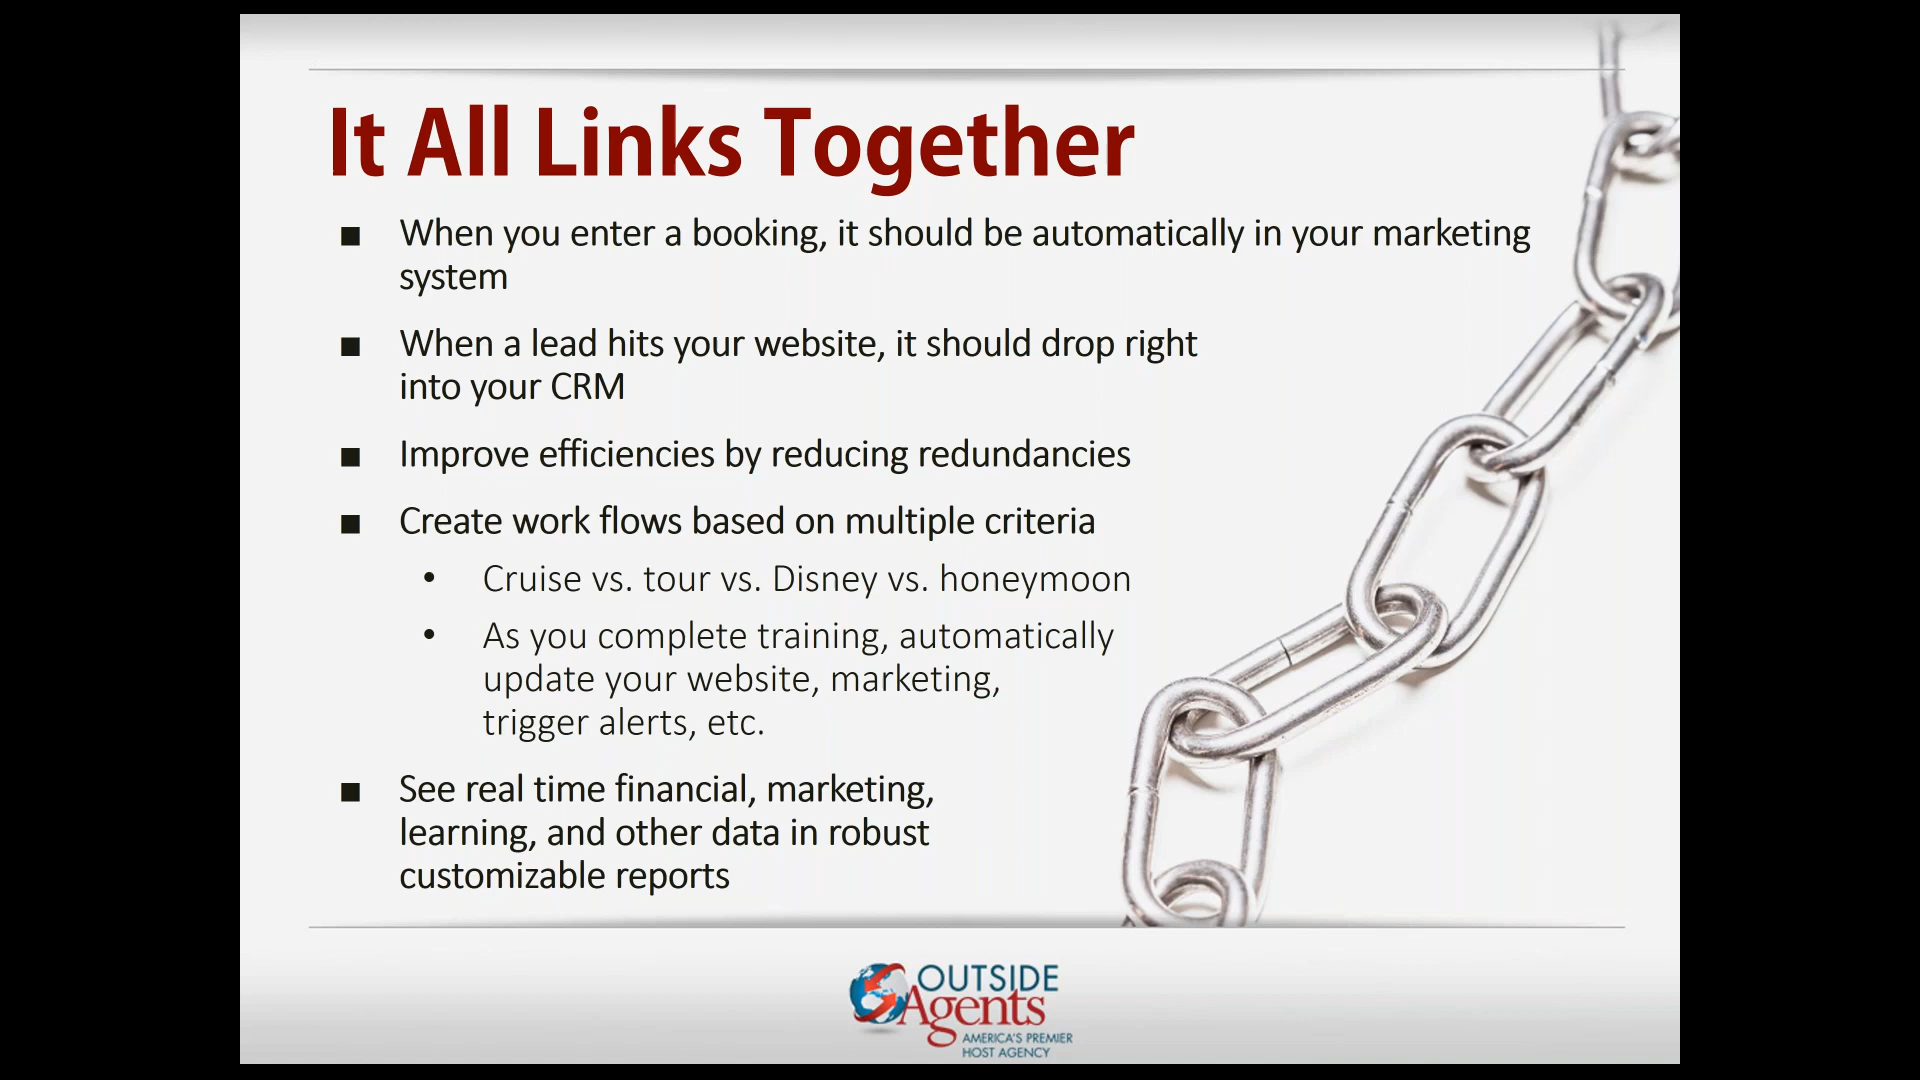 It All Links Together
■ When you enter a booking, it should be automatically in your marketing
system
■ When a lead hits your website, it should drop right
into your CRM
■ Improve efficiencies by reducing redundancies
■ Create work flows based on multiple criteria
• Cruise vs. tour vs. Disney vs. honeymoon
• As you complete training, automatically
update your website, marketing,
trigger alerts, etc.
■ See real time financial, marketing,
learning, and other data in robust
customizable reports
OUTSIDE
Agents
AMERICA'S PREMIER
HOST AGENCY